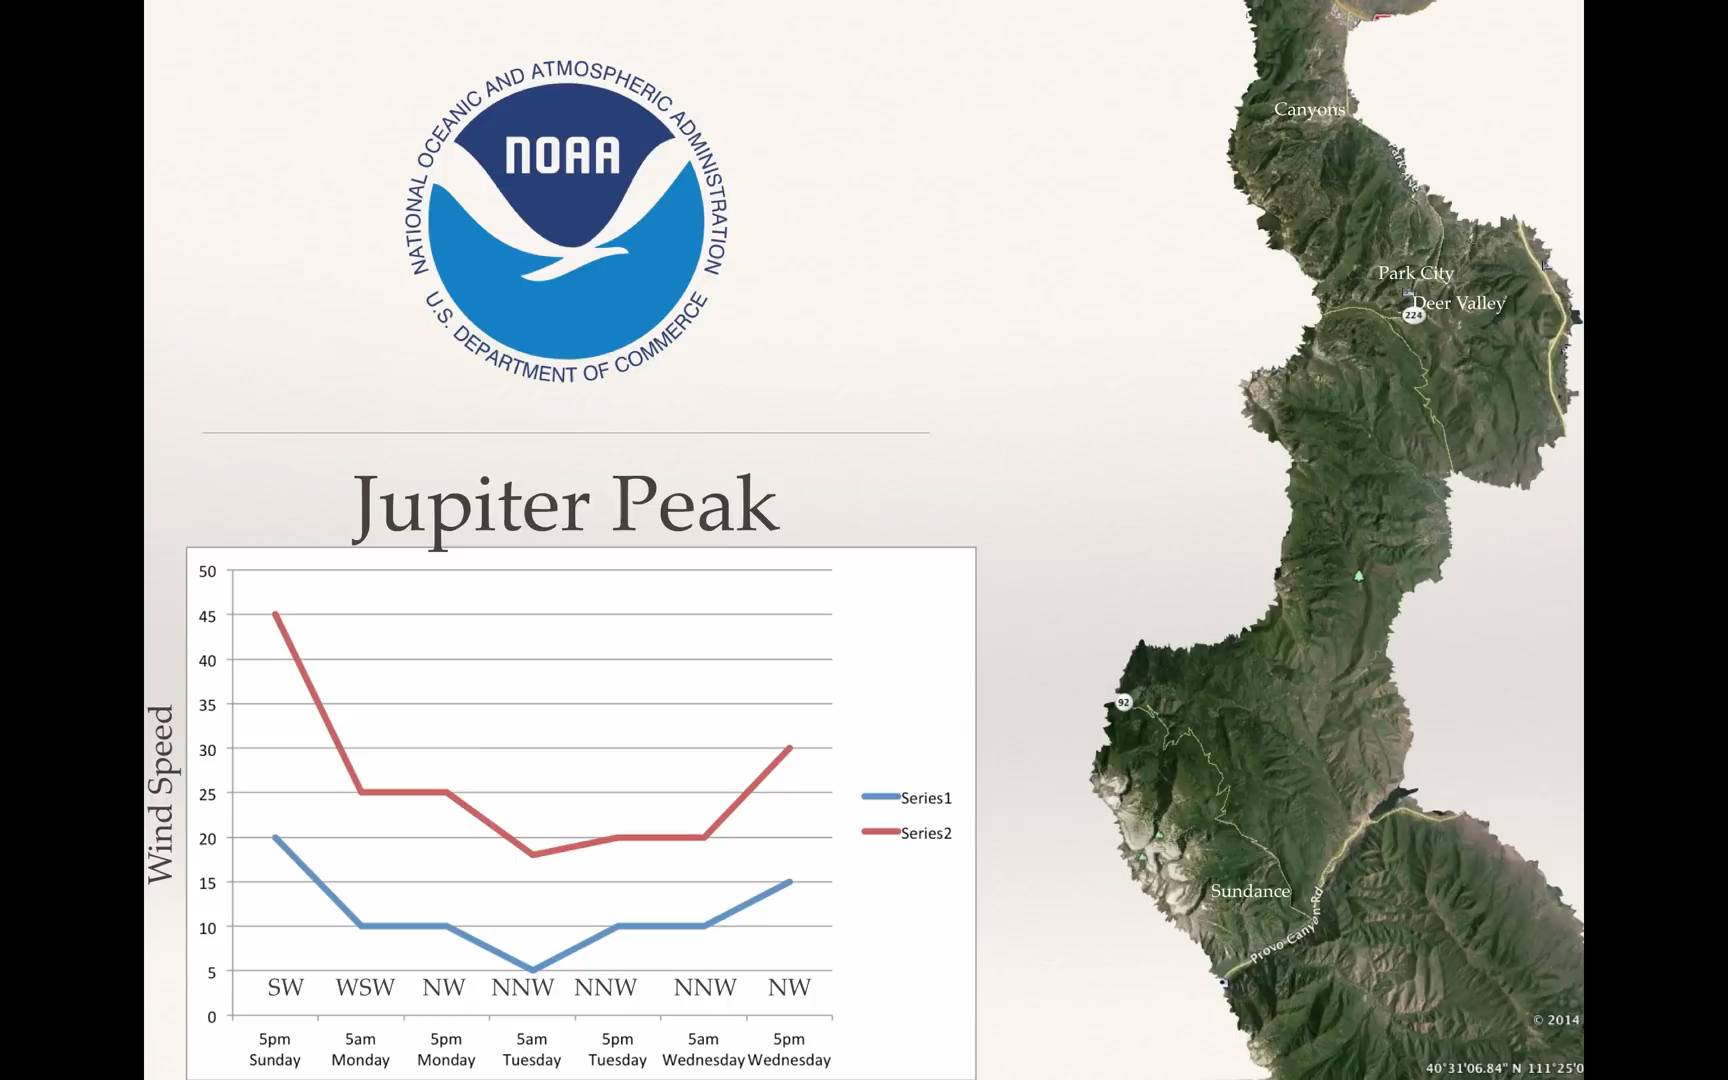 NATIONAL OCEANIC AND ATMOSPHERIC ADMINISTRATION
NOAA
U.S. DEPARTMENT OF COMMERCE
Jupiter Peak
Wind Speed
50
45
40
35
30
25
20
15
10
5
0
SW WSW NW NNW NNW NNW NW
5pm 5am 5pm 5am 5pm 5am 5pm
Sunday Monday Monday Tuesday Tuesday Wednesday Wednesday
Series1
Series2
Canyons
Park City
Deer Valley
224
92
Sundance
Provo Canyon Rd
© 2014
40°31'06.84" N 111°25'0